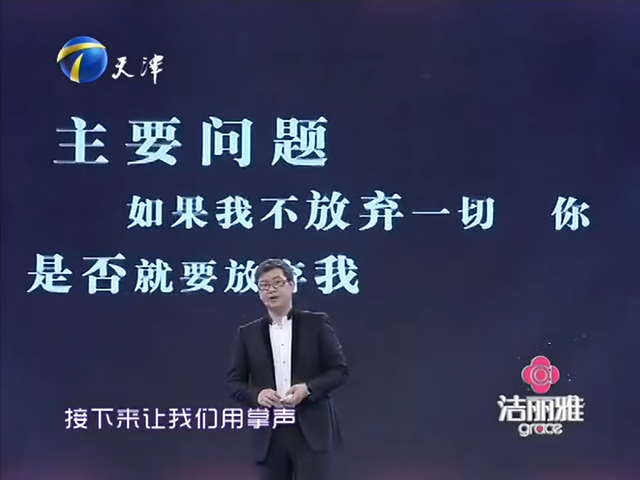 天津
主要问题
如果我不放弃一切 你
是否就要放弃我
接下来让我们用掌声
洁丽雅
grace